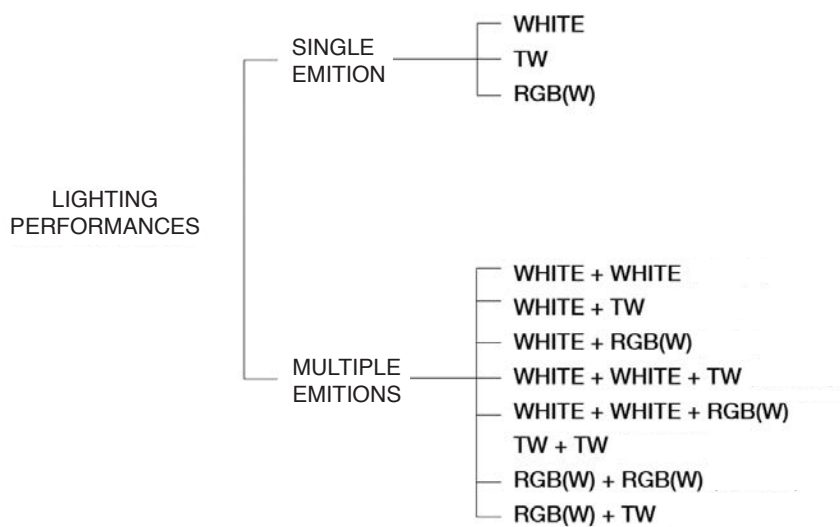 SINGLE
EMITION
WHITE
TW
RGB(W)
LIGHTING
PERFORMANCES
MULTIPLE
EMITIONS
WHITE + WHITE
WHITE + TW
WHITE + RGB(W)
WHITE + WHITE + TW
WHITE + WHITE + RGB(W)
TW + TW
RGB(W) + RGB(W)
RGB(W) + TW